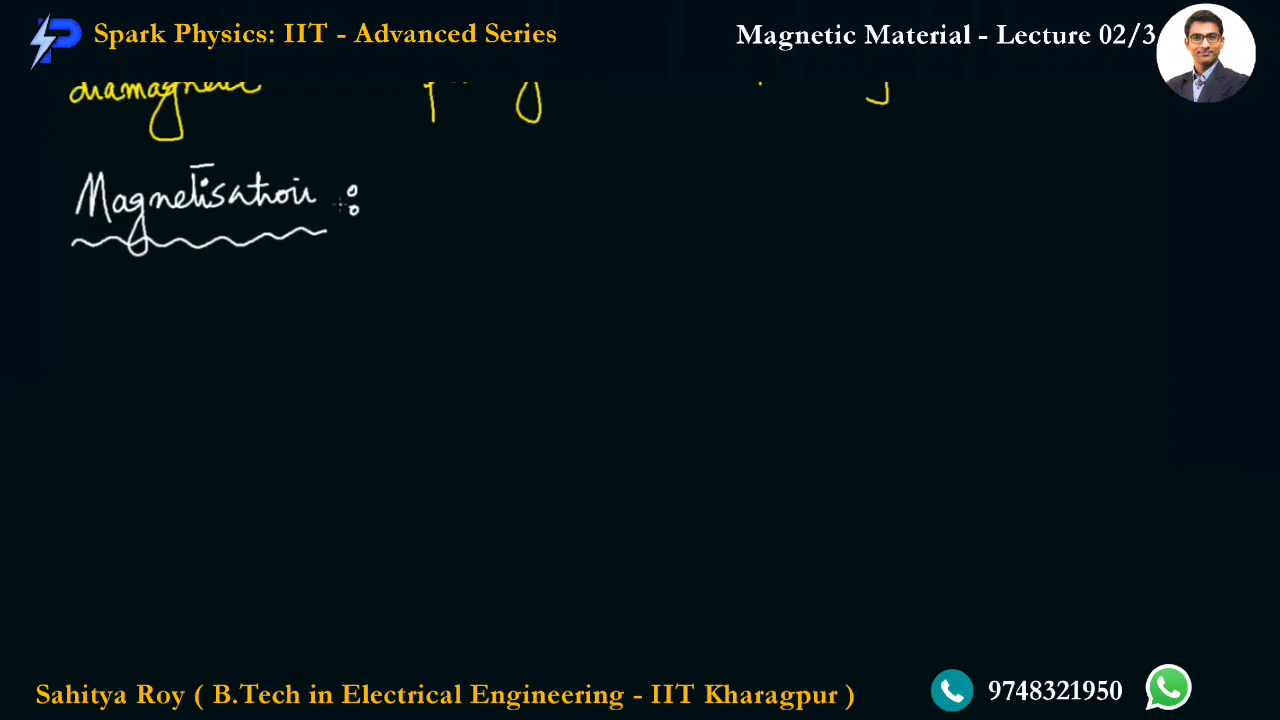 Spark Physics: IIT - Advanced Series
Magnetic Material - Lecture 02/3
diamagnetic
Magnetisation :
Sahitya Roy ( B.Tech in Electrical Engineering - IIT Kharagpur )
9748321950